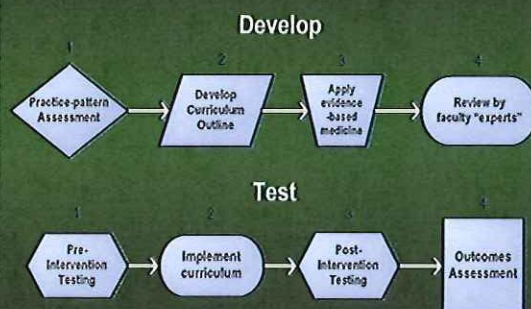 Develop
1
2
3
4
Practice-pattern
Assessment
Develop
Curriculum
Outline
Apply
evidence
-based
medicine
Review by
faculty "experts"
Test
1
2
3
4
Pre-
Intervention
Testing
Implement
curriculum
Post-
Intervention
Testing
Outcomes
Assessment